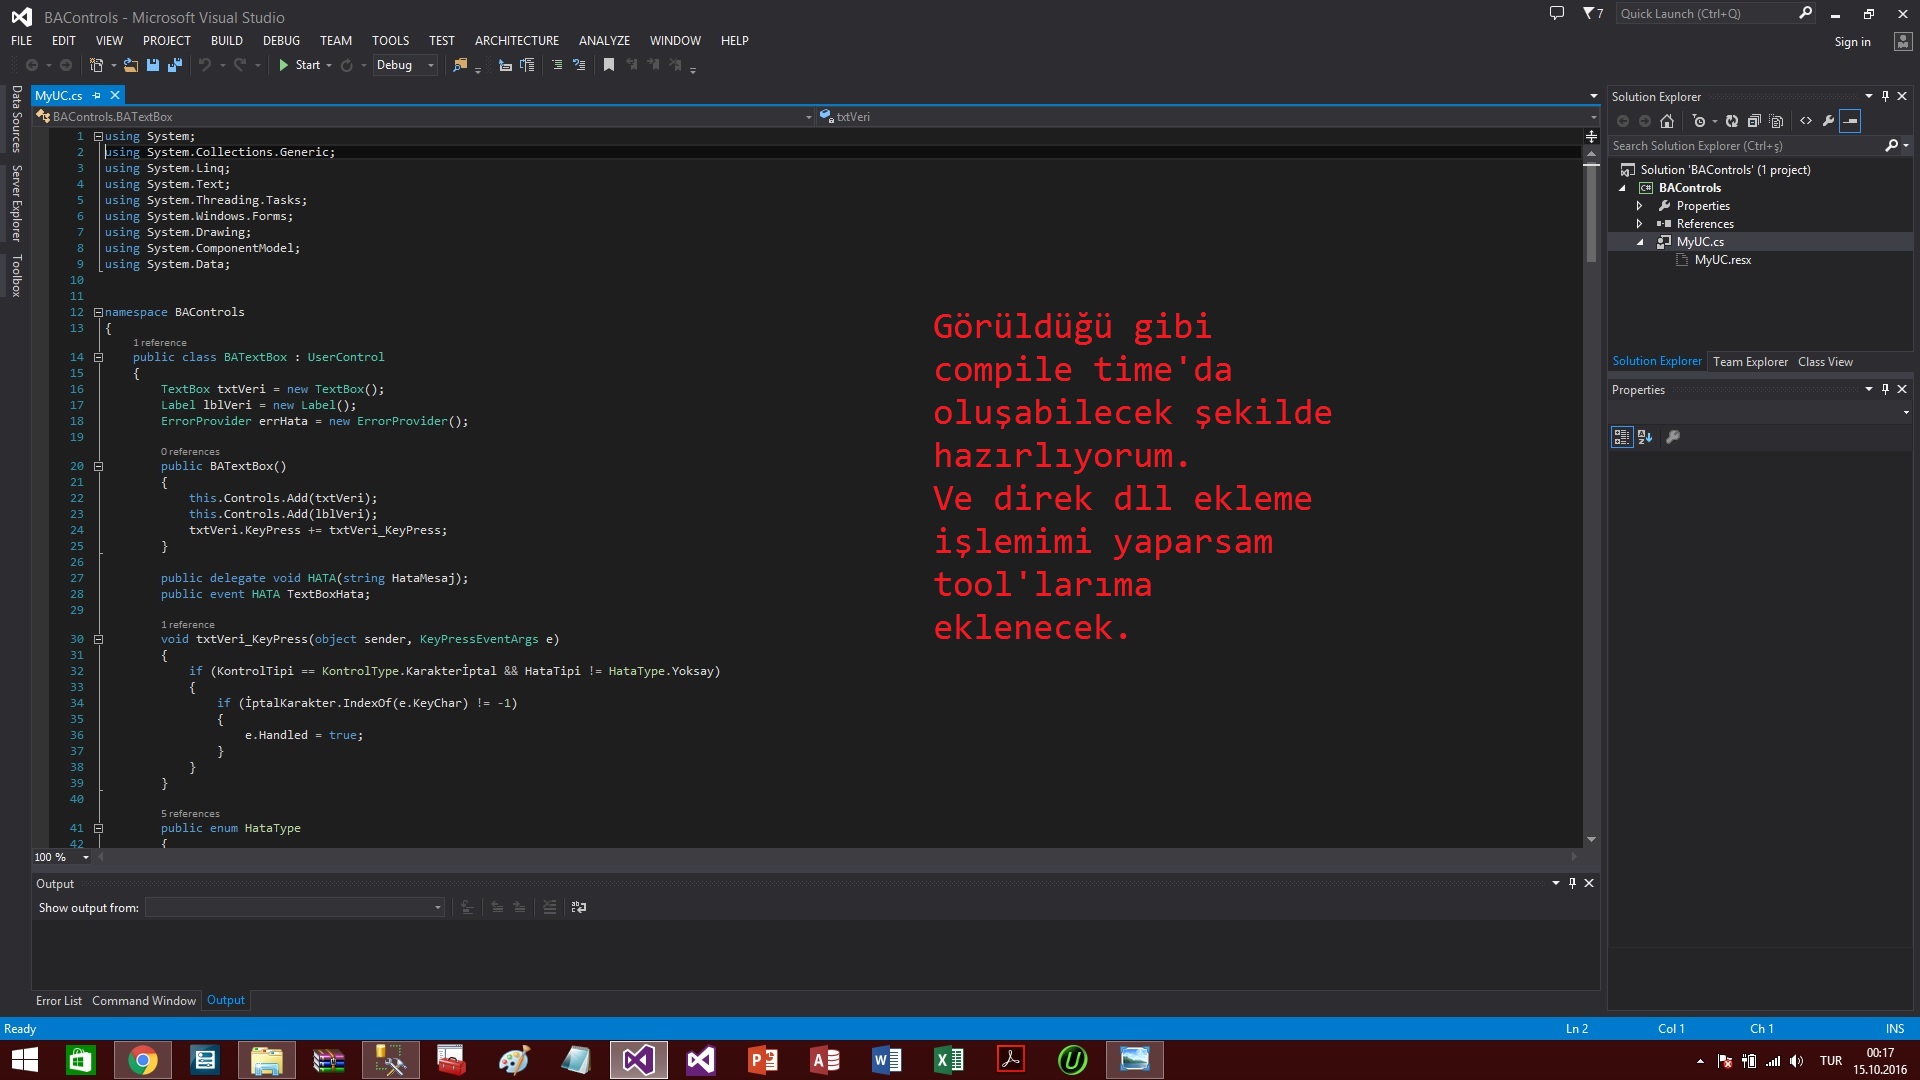 BAControls - Microsoft Visual Studio
7
Quick Launch (Ctrl+Q)
FILE EDIT VIEW PROJECT BUILD DEBUG TEAM TOOLS TEST ARCHITECTURE ANALYZE WINDOW HELP
Sign in
Start
Debug
Data Sources
Server Explorer
Toolbox
MyUC.cs
BAControls.BATextBox
txtVeri
1 using System;
2 using System.Collections.Generic;
3 using System.Linq;
4 using System.Text;
5 using System.Threading.Tasks;
6 using System.Windows.Forms;
7 using System.Drawing;
8 using System.ComponentModel;
9 using System.Data;
10
11
12 namespace BAControls
13 {
1 reference
14 public class BATextBox : UserControl
15 {
16 TextBox txtVeri = new TextBox();
17 Label lblVeri = new Label();
18 ErrorProvider errHata = new ErrorProvider();
19
0 references
20 public BATextBox()
21 {
22 this.Controls.Add(txtVeri);
23 this.Controls.Add(lblVeri);
24 txtVeri.KeyPress += txtVeri_KeyPress;
25 }
26
27 public delegate void HATA(string HataMesaj);
28 public event HATA TextBoxHata;
29
1 reference
30 void txtVeri_KeyPress(object sender, KeyPressEventArgs e)
31 {
32 if (KontrolTipi == KontrolType.Karakterİptal && HataTipi != HataType.Yoksay)
33 {
34 if (İptalKarakter.IndexOf(e.KeyChar) != -1)
35 {
36 e.Handled = true;
37 }
38 }
39 }
40
5 references
41 public enum HataType
42 {
100 %
Görüldüğü gibi
compile time'da
oluşabilecek şekilde
hazırlıyorum.
Ve direk dll ekleme
işlemimi yaparsam
tool'larıma
eklenecek.
Solution Explorer
Search Solution Explorer (Ctrl+ş)
Solution 'BAControls' (1 project)
BAControls
Properties
References
MyUC.cs
MyUC.resx
Solution Explorer Team Explorer Class View
Properties
Output
Show output from:
Error List Command Window Output
Ready
Ln 2 Col 1 Ch 1 INS
TUR
00:17
15.10.2016